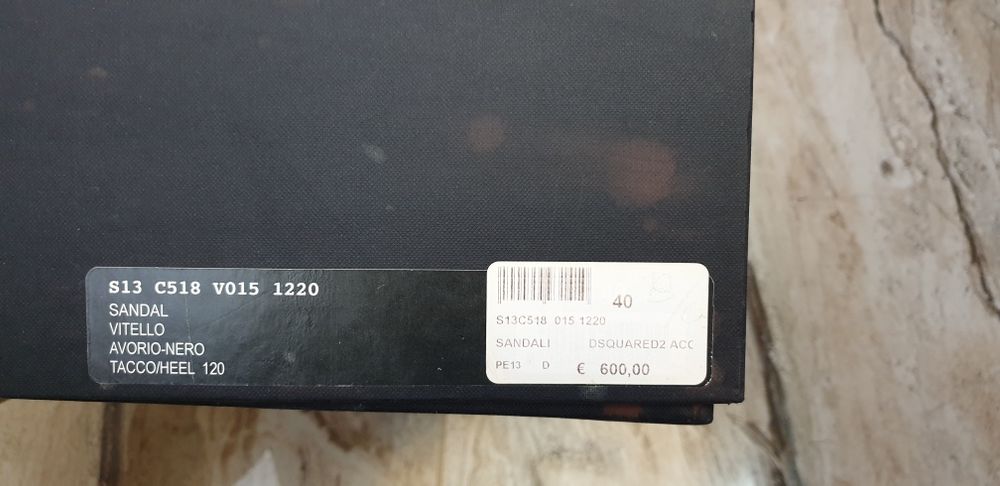 S13 C518 V015 1220
SANDAL
VITELLO
AVORIO-NERO
TACCO/HEEL 120
40
S13C518 015 1220
SANDALI DSQUARED2 ACC
PE13 D € 600,00